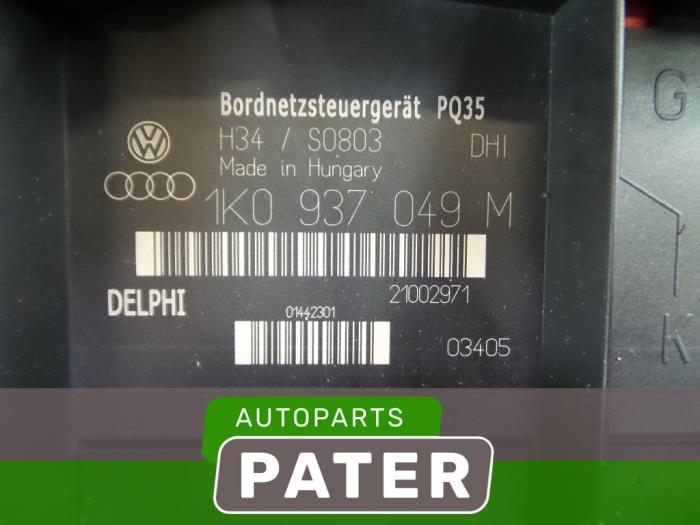 Bordnetzsteuergerät PQ35
H34 / S0803 DHI
Made in Hungary
1K0 937 049 M
DELPHI
21002971
01442301
03405
G
K
AUTOPARTS
PATER